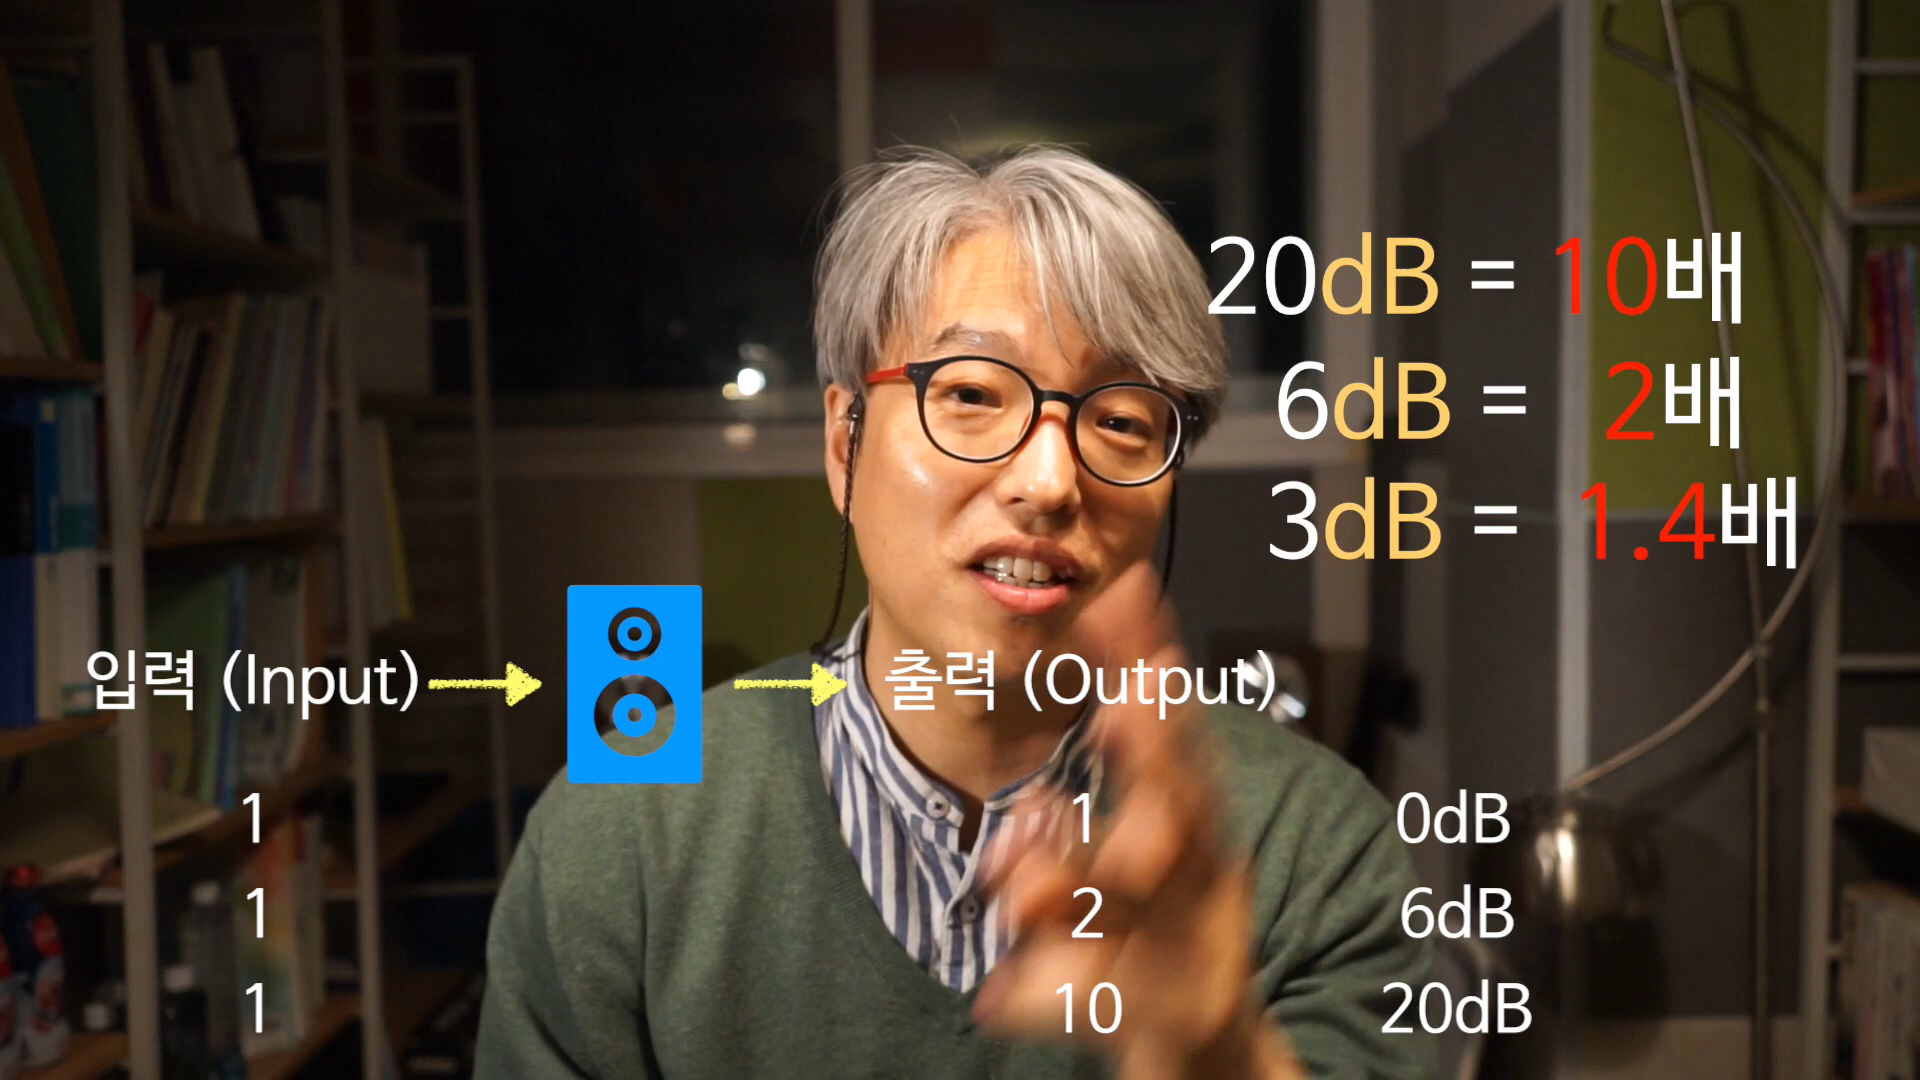 20dB = 10배
6dB = 2배
3dB = 1.4배
입력 (Input) 출력 (Output)
1 1 0dB
1 2 6dB
1 10 20dB